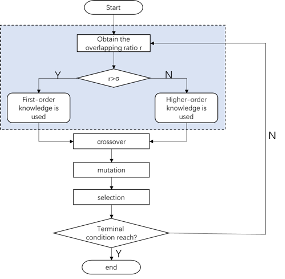 Start
Obtain the
overlapping ratio r
Y
N
First-order
knowledge is
used
Higher-order
knowledge is
used
crossover
mutation
selection
N
Terminal
condition reach?
Y
end